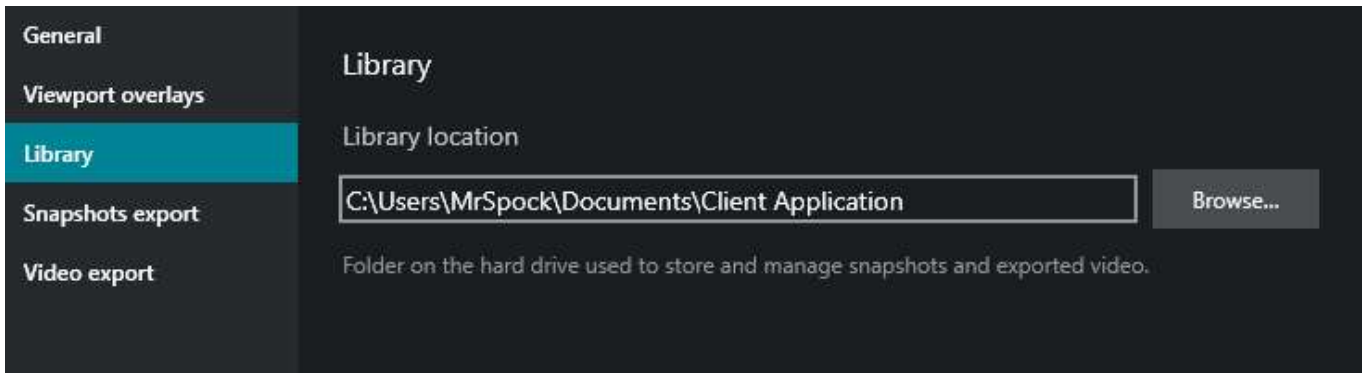 General
Viewport overlays
Library
Snapshots export
Video export
Library
Library location
C:\Users\MrSpock\Documents\Client Application
Browse...
Folder on the hard drive used to store and manage snapshots and exported video.